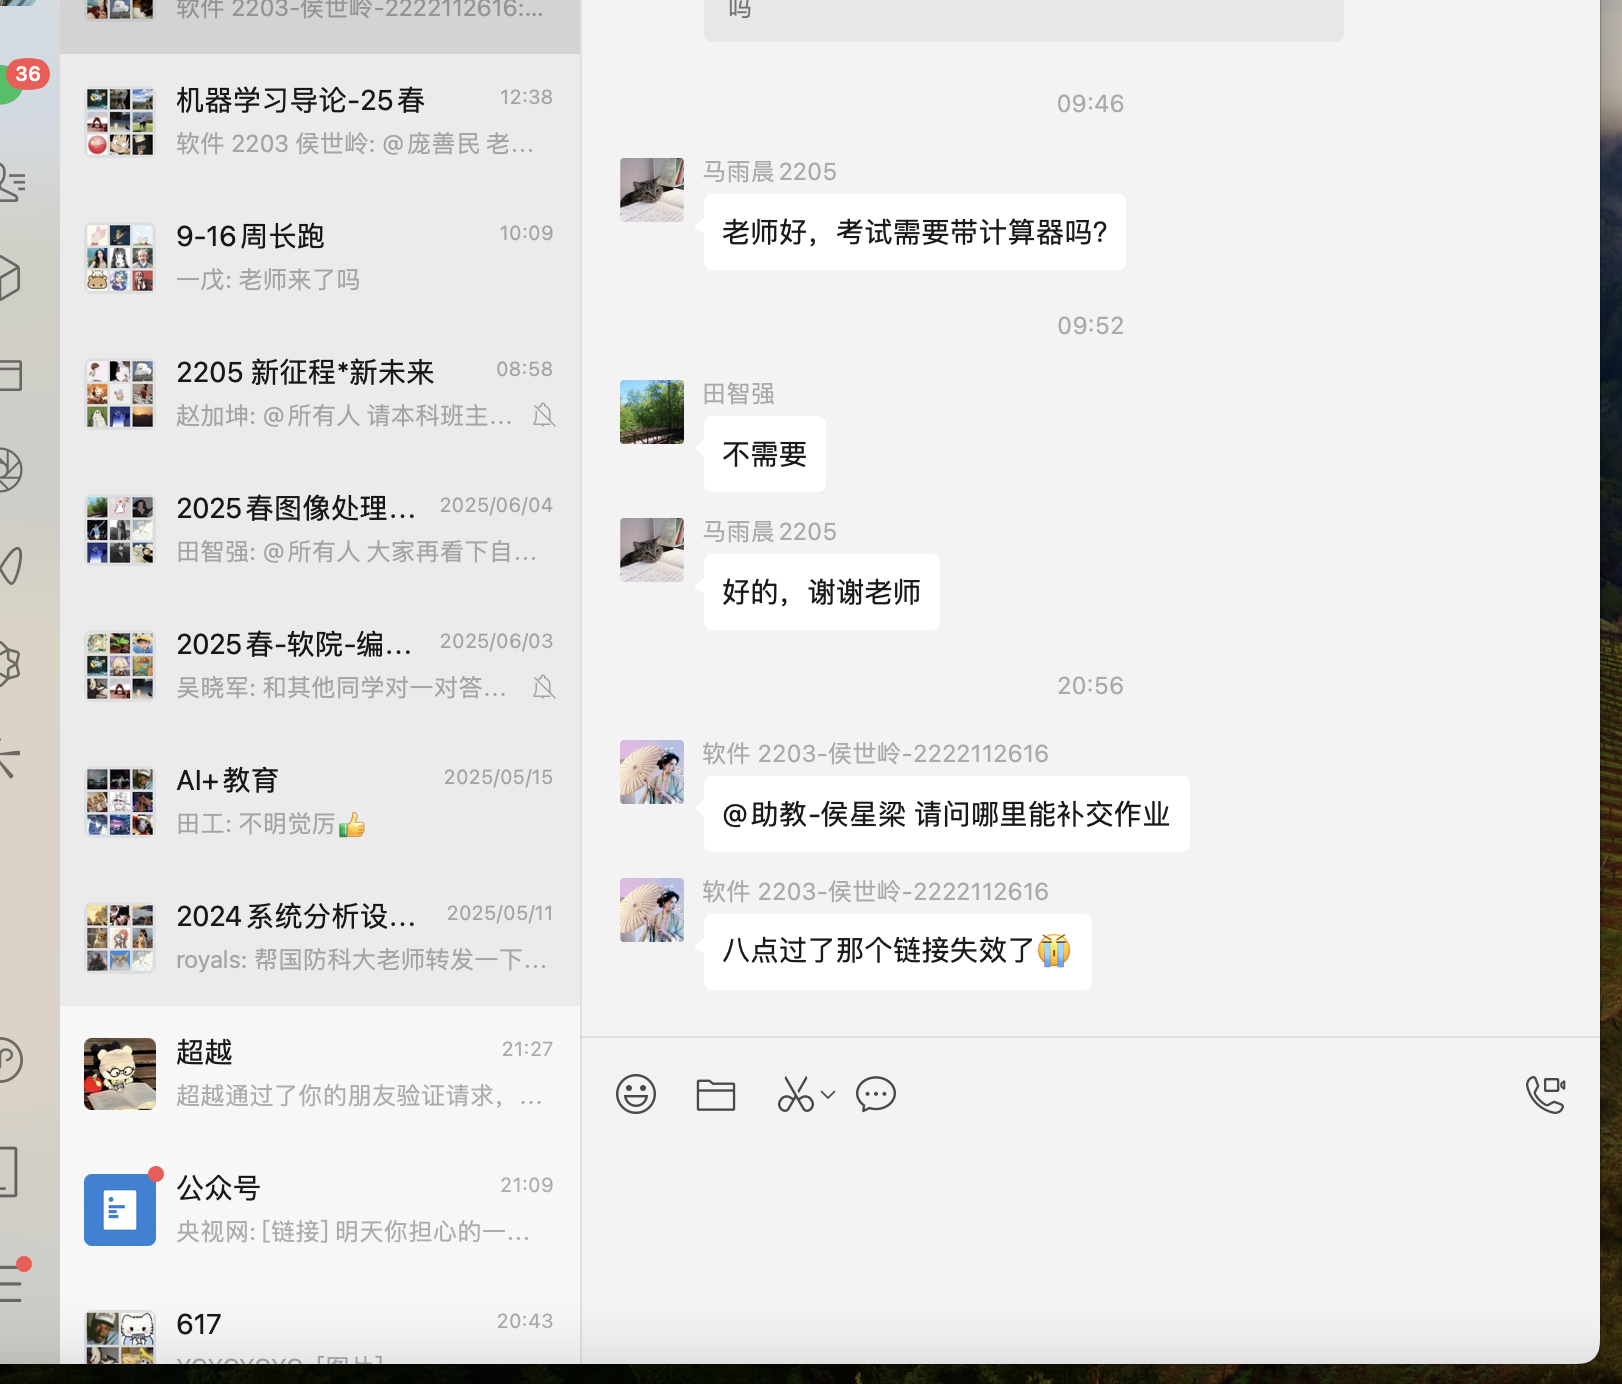 软件 2203-侯世岭-2222112616:...
36
机器学习导论-25春 12:38
软件 2203 侯世岭: @庞善民 老...
9-16周长跑 10:09
一戊: 老师来了吗
2205 新征程*新未来 08:58
赵加坤: @所有人 请本科班主...
2025春图像处理... 2025/06/04
田智强: @所有人 大家再看下自...
2025春-软院-编... 2025/06/03
吴晓军: 和其他同学对一对答...
AI+教育 2025/05/15
田工: 不明觉厉👍
2024系统分析设... 2025/05/11
royals: 帮国防科大老师转发一下...
超越 21:27
超越通过了你的朋友验证请求，...
公众号 21:09
央视网: [链接] 明天你担心的一...
617 20:43
吗
09:46
马雨晨2205
老师好，考试需要带计算器吗?
09:52
田智强
不需要
马雨晨2205
好的，谢谢老师
20:56
软件 2203-侯世岭-2222112616
@助教-侯星梁 请问哪里能补交作业
软件 2203-侯世岭-2222112616
八点过了那个链接失效了😭